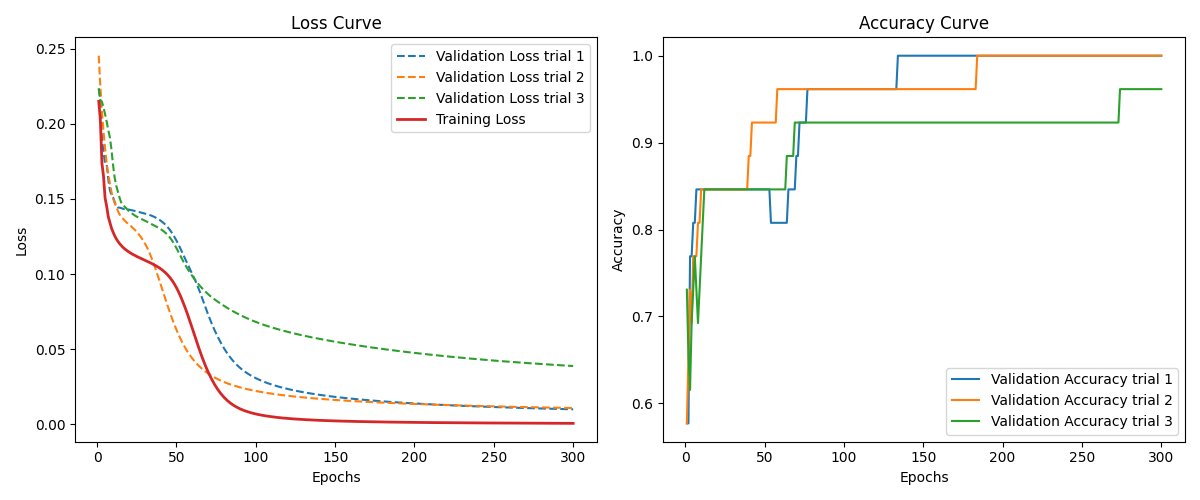 Loss Curve
Loss
0.25
0.20
0.15
0.10
0.05
0.00
0
50
100
150
200
250
300
Epochs
Validation Loss trial 1
Validation Loss trial 2
Validation Loss trial 3
Training Loss
Accuracy Curve
Accuracy
1.0
0.9
0.8
0.7
0.6
0
50
100
150
200
250
300
Epochs
Validation Accuracy trial 1
Validation Accuracy trial 2
Validation Accuracy trial 3